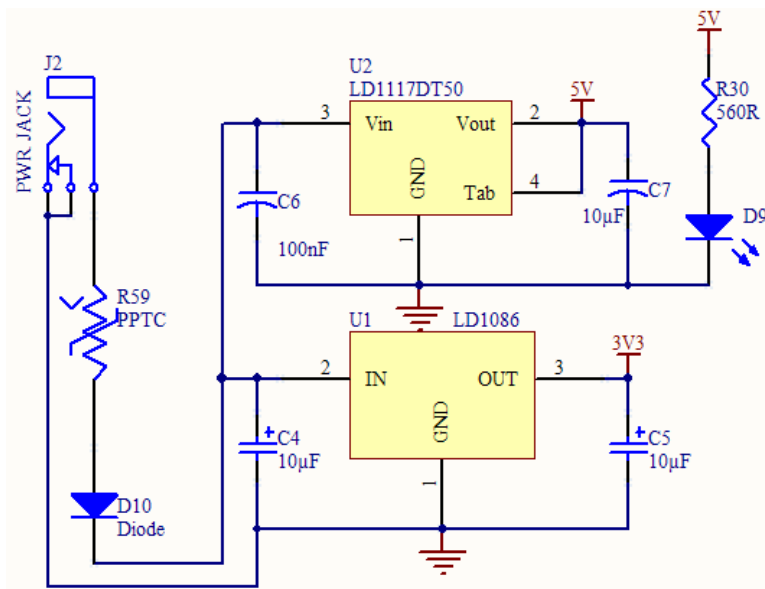 J2
PWR JACK
R59
PPTC
D10
Diode
U2
LD1117DT50
3
Vin
Vout
2
Tab
4
GND
1
5V
C6
100nF
C7
10µF
5V
R30
560R
D9
U1
LD1086
2
IN
OUT
3
GND
1
3V3
C4
10µF
C5
10µF